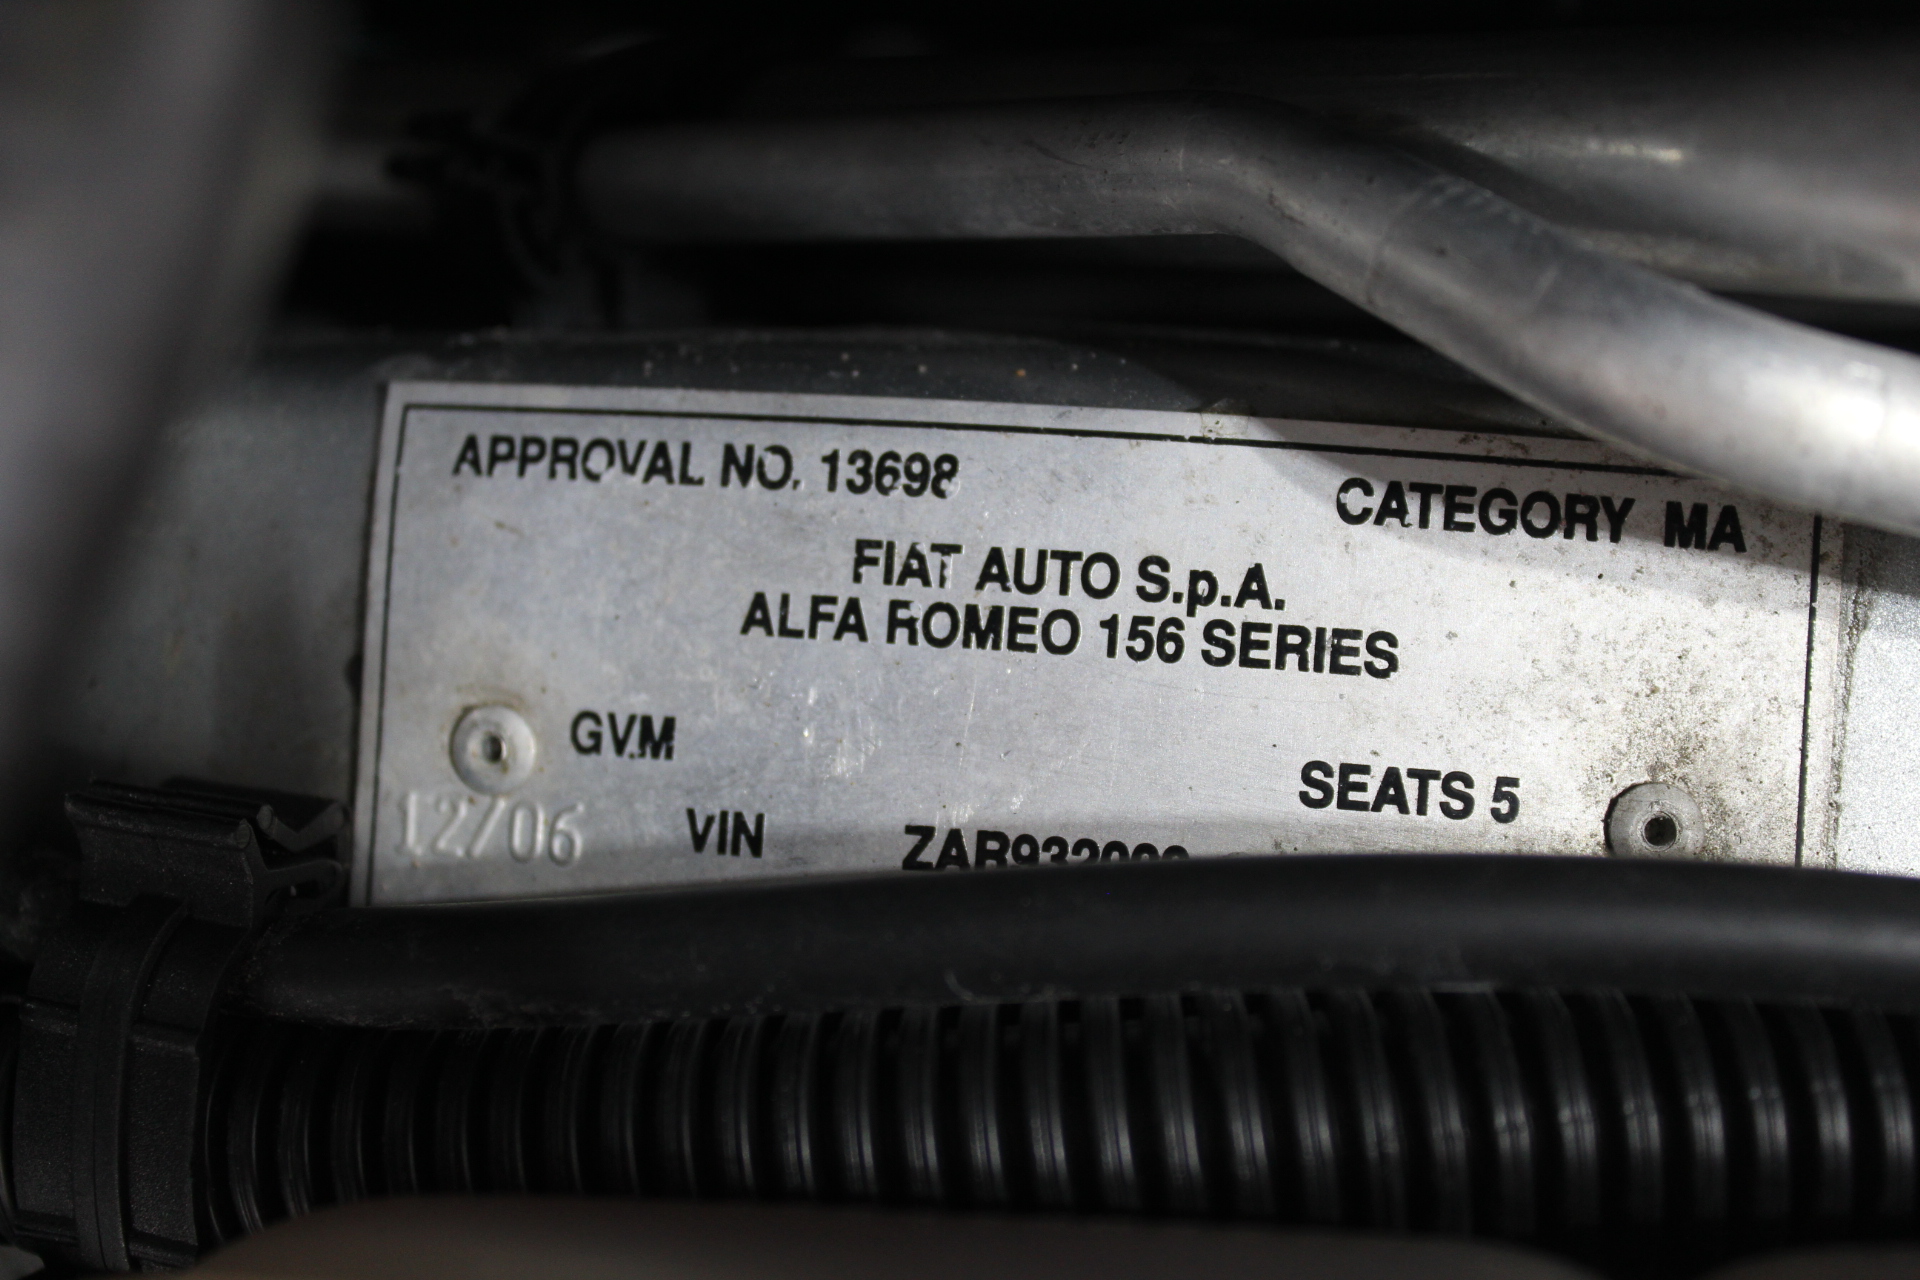 APPROVAL NO. 13698
CATEGORY MA
FIAT AUTO S.p.A.
ALFA ROMEO 156 SERIES
GVM
SEATS 5
12/06
VIN